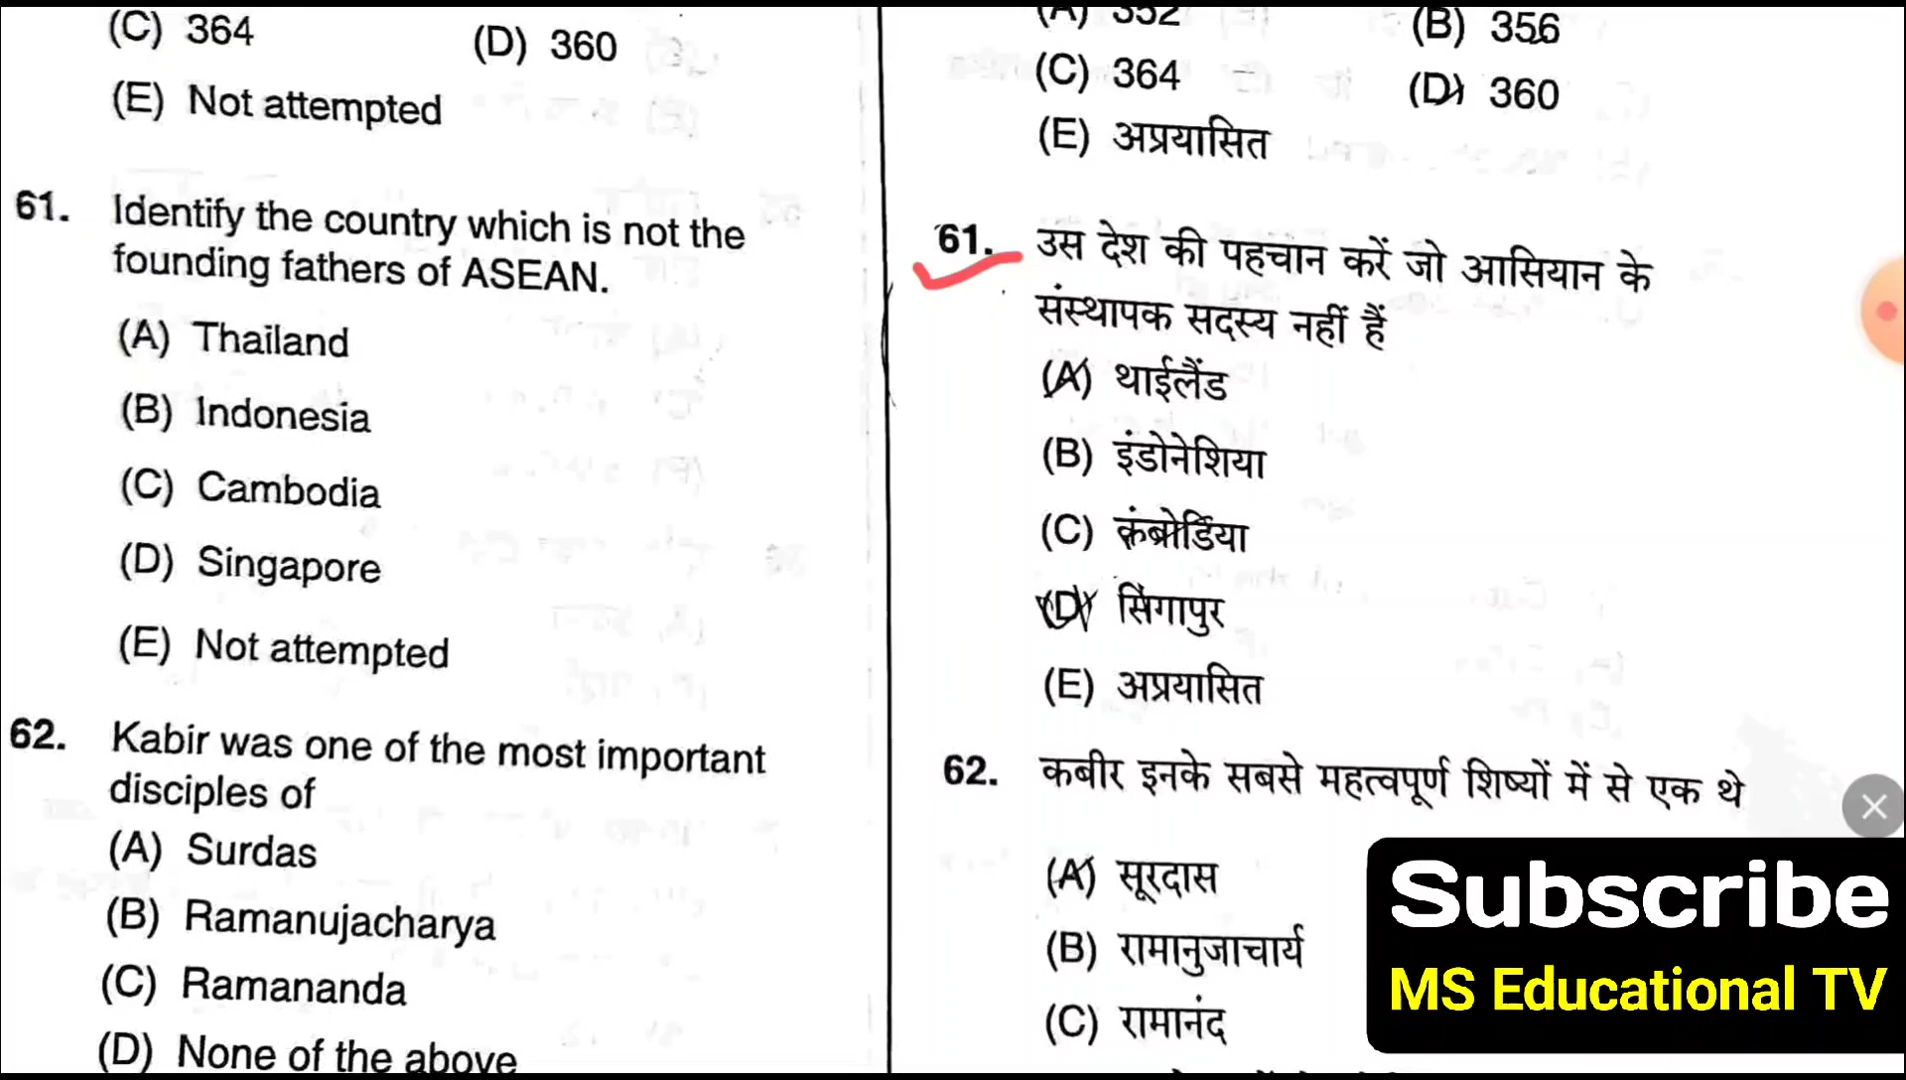 (C) 364
(D) 360
(E) Not attempted
61. Identify the country which is not the
founding fathers of ASEAN.
(A) Thailand
(B) Indonesia
(C) Cambodia
(D) Singapore
(E) Not attempted
62. Kabir was one of the most important
disciples of
(A) Surdas
(B) Ramanujacharya
(C) Ramananda
(D) None of the above
(A) 352
(B) 356
(C) 364
(D) 360
(E) अप्रयासित
61. उस देश की पहचान करें जो आसियान के
संस्थापक सदस्य नहीं हैं
(A) थाईलैंड
(B) इंडोनेशिया
(C) कंबोडिया
(D) सिंगापुर
(E) अप्रयासित
62. कबीर इनके सबसे महत्वपूर्ण शिष्यों में से एक थे
(A) सूरदास
(B) रामानुजाचार्य
(C) रामानंद
Subscribe
MS Educational TV